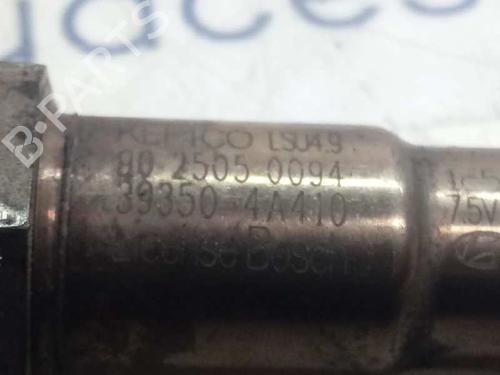 KEFICO LSU4.9
80 2505 0094
39350-4A410
License Bosch
7.5V
B-PARTS